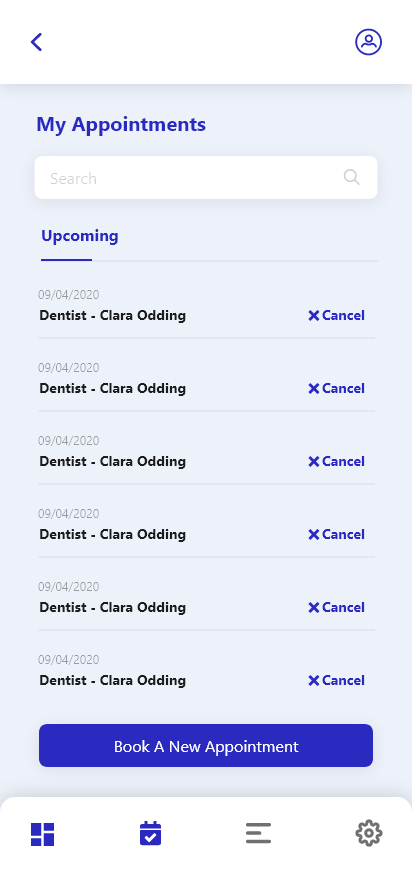 My Appointments
Search
Upcoming
09/04/2020
Dentist - Clara Odding Cancel
09/04/2020
Dentist - Clara Odding Cancel
09/04/2020
Dentist - Clara Odding Cancel
09/04/2020
Dentist - Clara Odding Cancel
09/04/2020
Dentist - Clara Odding Cancel
09/04/2020
Dentist - Clara Odding Cancel
Book A New Appointment